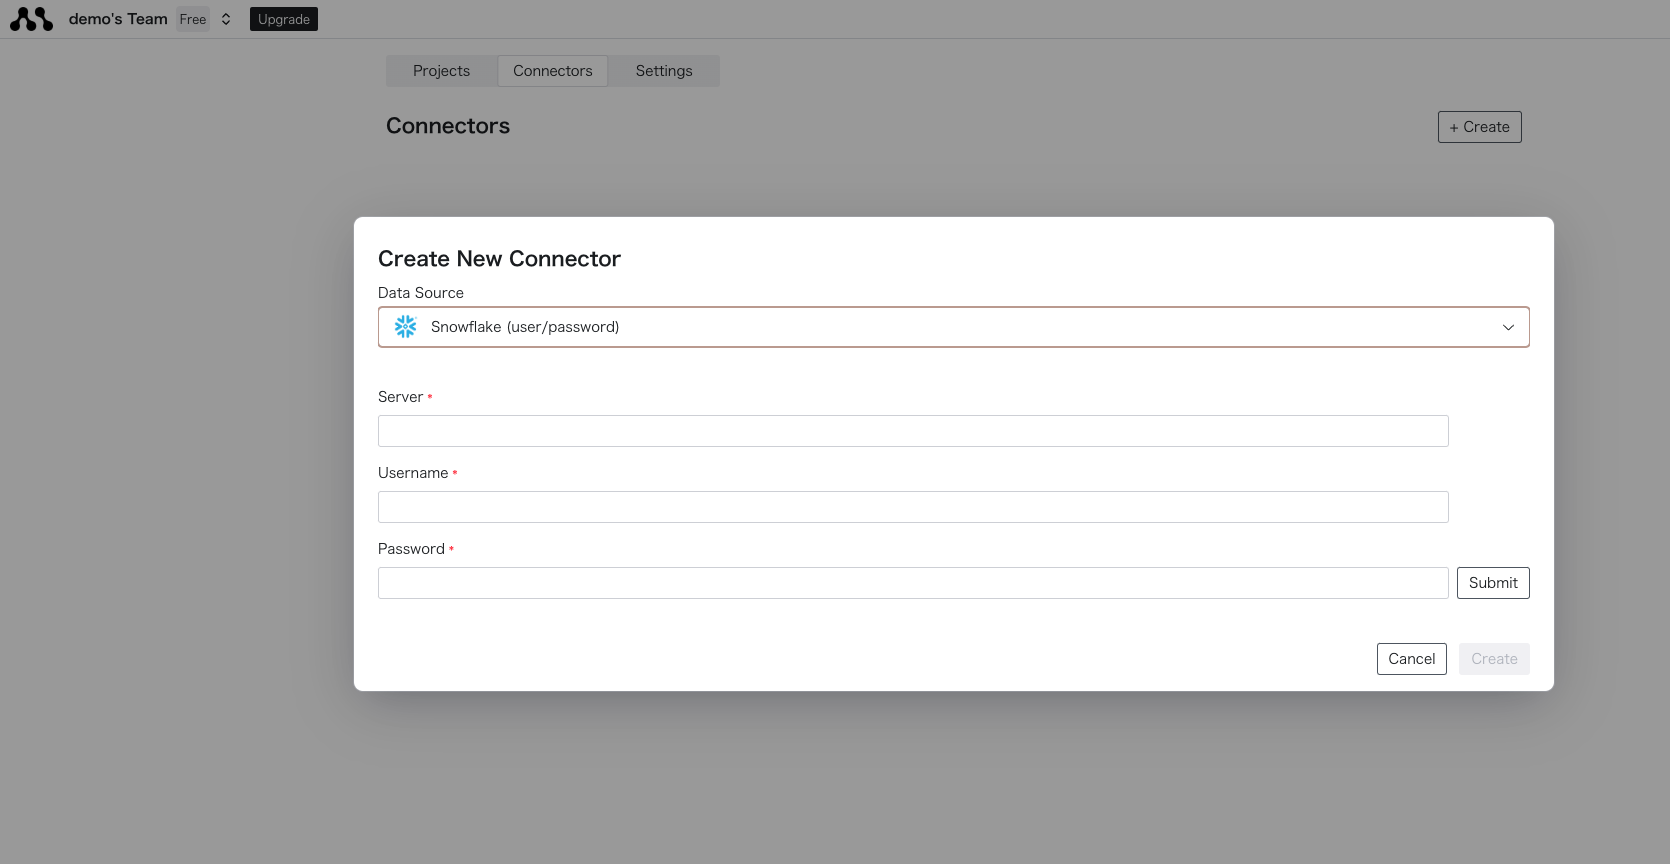 demo's Team Free Upgrade
Projects Connectors Settings
Connectors + Create
Create New Connector
Data Source
Snowflake (user/password)
Server *
Username *
Password *
Submit
Cancel Create